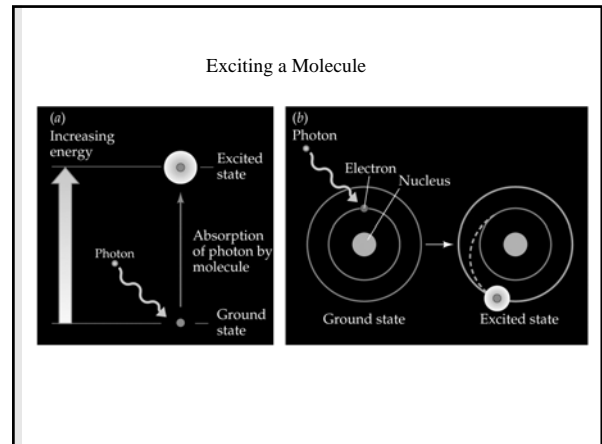 Exciting a Molecule
(a)
Increasing
energy
Excited
state
Absorption
of photon by
molecule
Photon
Ground
state
(b)
Photon
Electron
Nucleus
Ground state
Excited state